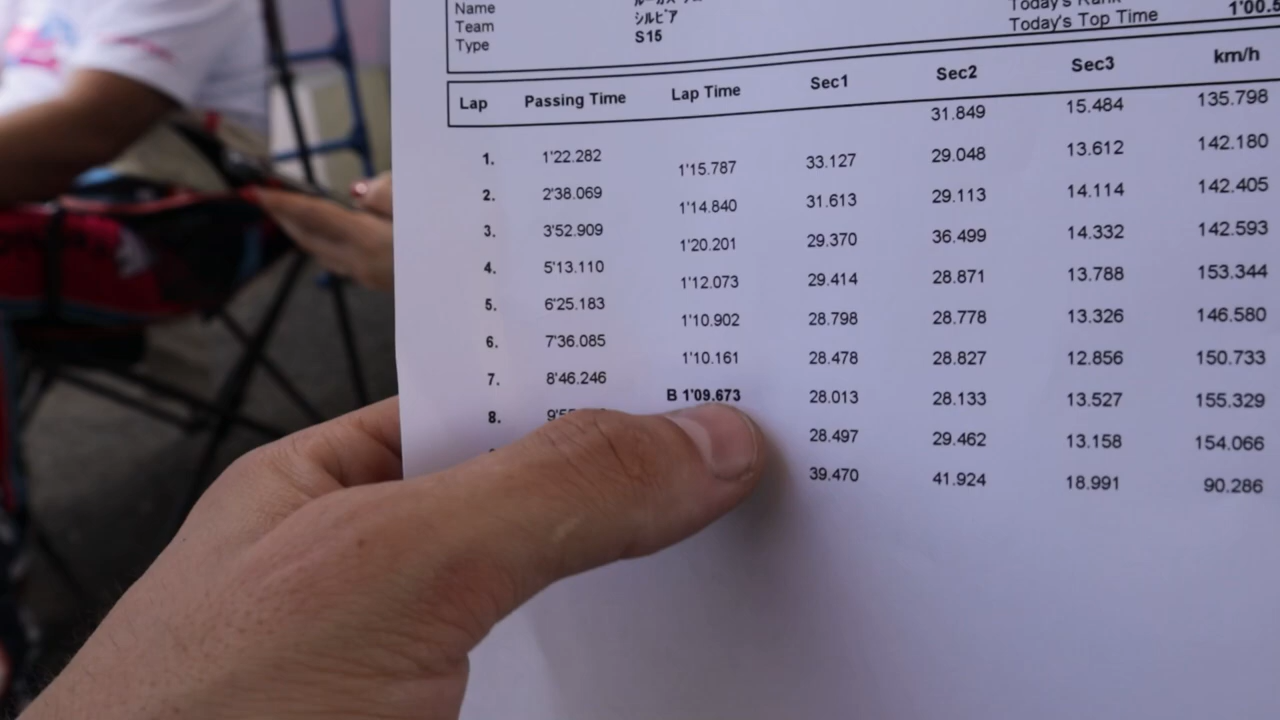 Name
Team シルビア Today's Rank
Type S15 Today's Top Time
Lap Passing Time Lap Time Sec1 Sec2 Sec3 km/h
1. 1'22.282 31.849 15.484 135.798
2. 2'38.069 1'15.787 33.127 29.048 13.612 142.180
3. 3'52.909 1'14.840 31.613 29.113 14.114 142.405
4. 5'13.110 1'20.201 29.370 36.499 14.332 142.593
5. 6'25.183 1'12.073 29.414 28.871 13.788 153.344
6. 7'36.085 1'10.902 28.798 28.778 13.326 146.580
7. 8'46.246 1'10.161 28.478 28.827 12.856 150.733
8. B 1'09.673 28.013 28.133 13.527 155.329
28.497 29.462 13.158 154.066
39.470 41.924 18.991 90.286